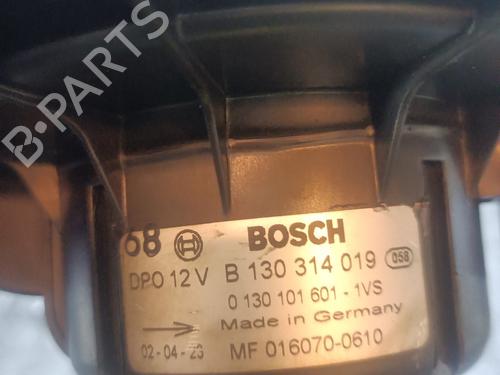 B-PARTS
68 BOSCH
DPO 12 V B 130 314 019 058
0 130 101 601 - 1VS
Made in Germany
02-04-23 MF 016070-0610